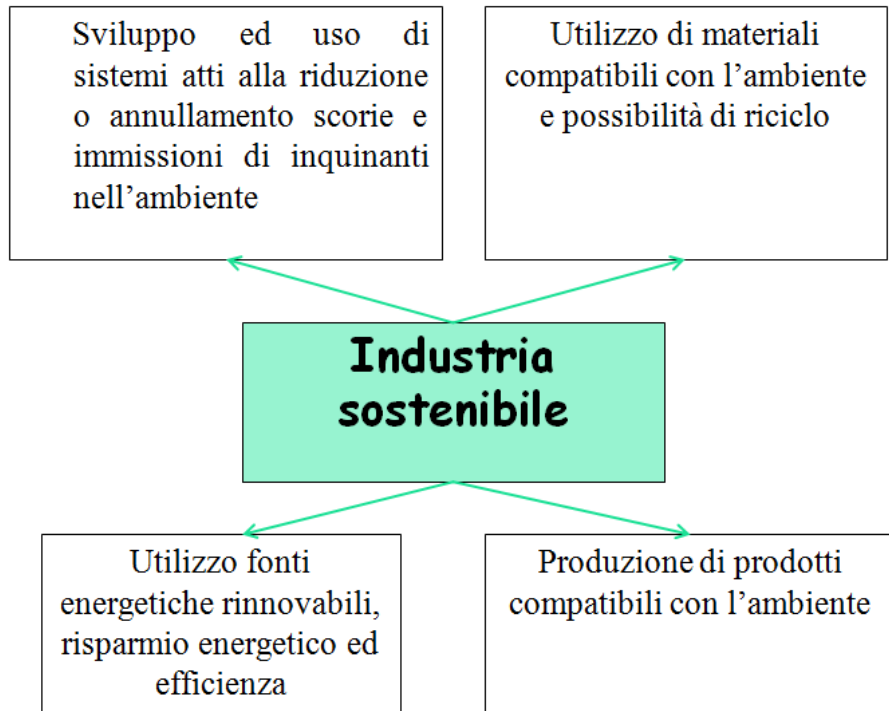 Sviluppo ed uso di
sistemi atti alla riduzione
o annullamento scorie e
immissioni di inquinanti
nell’ambiente
Utilizzo di materiali
compatibili con l’ambiente
e possibilità di riciclo
Industria
sostenibile
Utilizzo fonti
energetiche rinnovabili,
risparmio energetico ed
efficienza
Produzione di prodotti
compatibili con l’ambiente